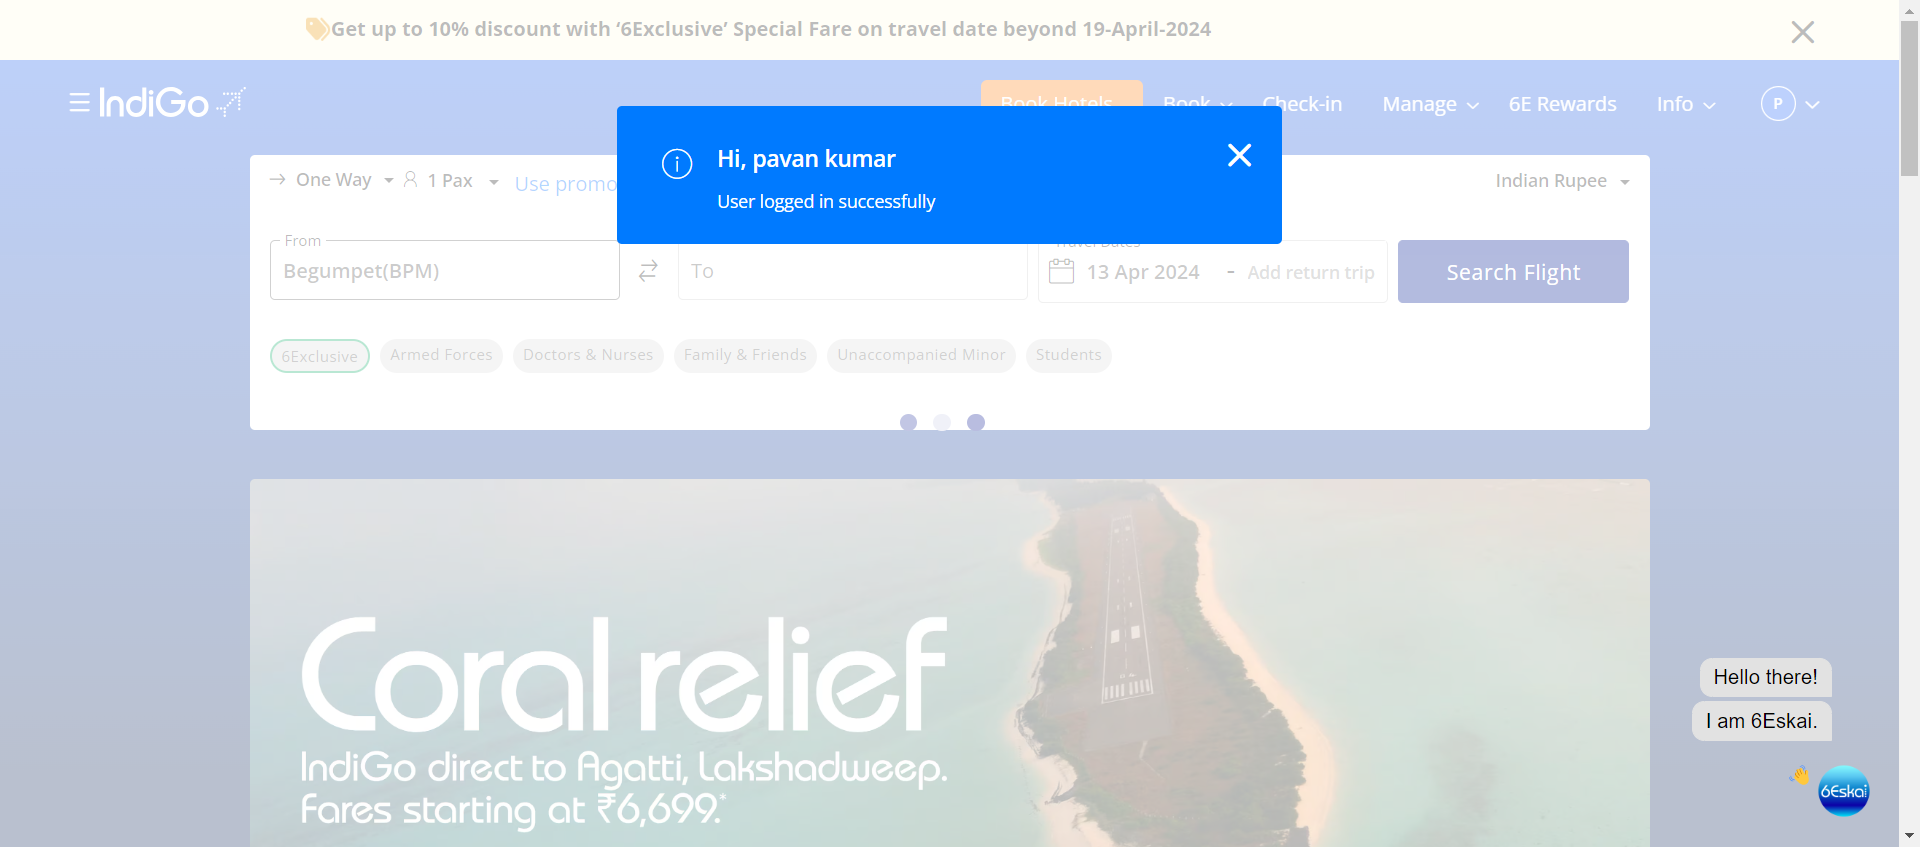 Get up to 10% discount with ‘6Exclusive’ Special Fare on travel date beyond 19-April-2024
IndiGo
Book Hotels Book Check-in Manage 6E Rewards Info P
Hi, pavan kumar
User logged in successfully
One Way 1 Pax Use promo Indian Rupee
From Travel Dates
Begumpet(BPM) To 13 Apr 2024 - Add return trip Search Flight
6Exclusive Armed Forces Doctors & Nurses Family & Friends Unaccompanied Minor Students
Coral relief
IndiGo direct to Agatti, Lakshadweep.
Fares starting at ₹6,699.*
Hello there!
I am 6Eskai.
6Eskai